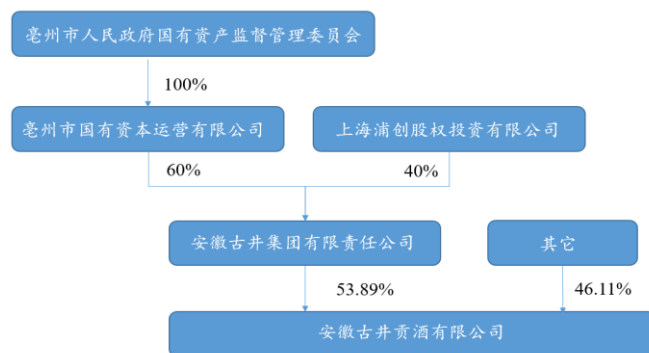 亳州市人民政府国有资产监督管理委员会
100%
亳州市国有资本运营有限公司
上海浦创股权投资有限公司
60%
40%
安徽古井集团有限责任公司
其它
53.89%
46.11%
安徽古井贡酒有限公司